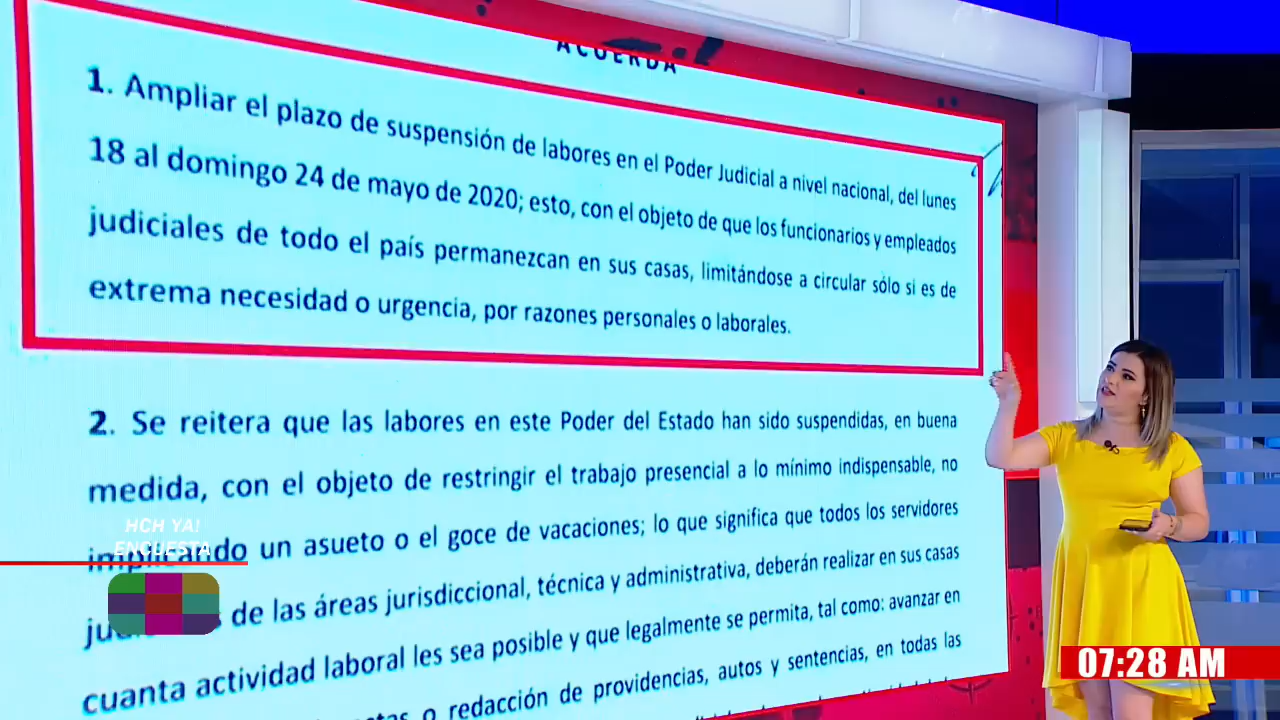 ACUERDA
1. Ampliar el plazo de suspensión de labores en el Poder Judicial a nivel nacional, del lunes
18 al domingo 24 de mayo de 2020; esto, con el objeto de que los funcionarios y empleados
judiciales de todo el país permanezcan en sus casas, limitándose a circular sólo si es de
extrema necesidad o urgencia, por razones personales o laborales.
2. Se reitera que las labores en este Poder del Estado han sido suspendidas, en buena
medida, con el objeto de restringir el trabajo presencial a lo mínimo indispensable, no
implicando un asueto o el goce de vacaciones; lo que significa que todos los servidores
de las áreas jurisdiccional, técnica y administrativa, deberán realizar en sus casas
cuanta actividad laboral les sea posible y que legalmente se permita, tal como: avanzar en
o redacción de providencias, autos y sentencias, en todas las
HCH YA!
ENCUESTA
07:28 AM